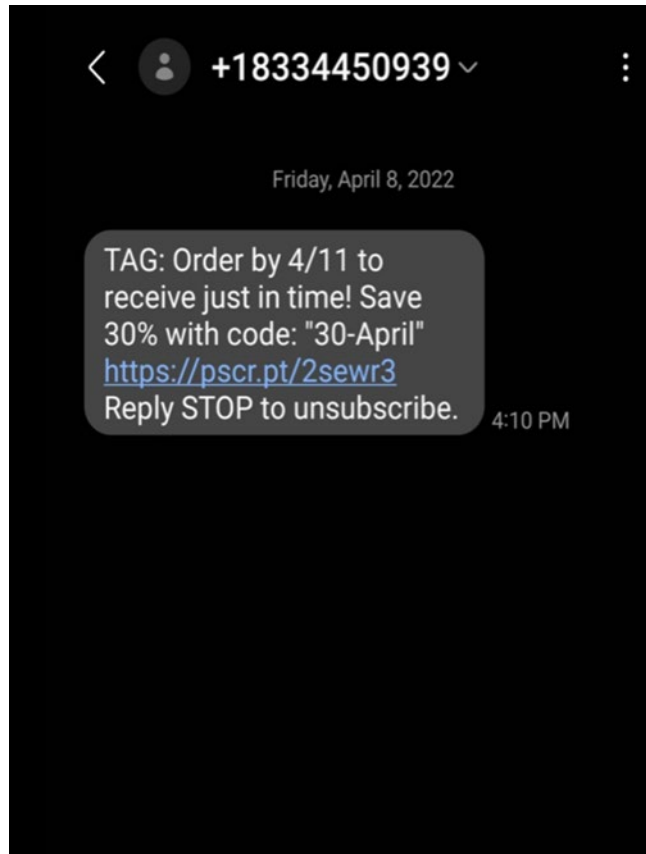 +18334450939
Friday, April 8, 2022
TAG: Order by 4/11 to
receive just in time! Save
30% with code: "30-April"
https://pscr.pt/2sewr3
Reply STOP to unsubscribe.
4:10 PM